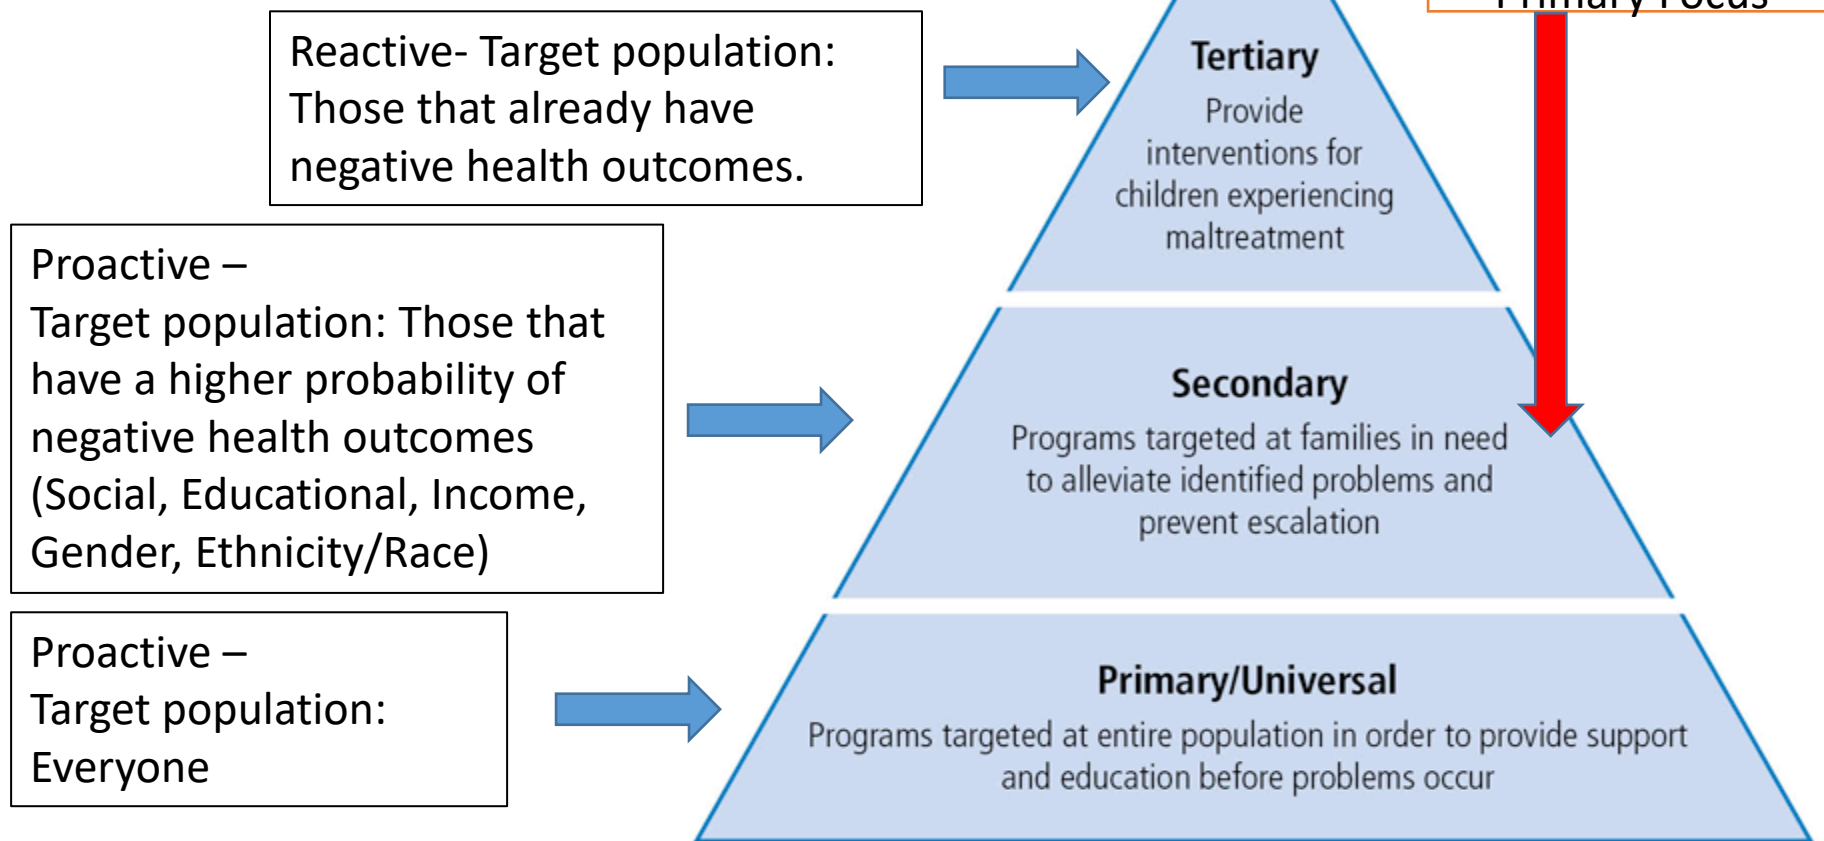 Primary Focus
Reactive- Target population:
Those that already have
negative health outcomes.
Tertiary
Provide
interventions for
children experiencing
maltreatment
Proactive –
Target population: Those that
have a higher probability of
negative health outcomes
(Social, Educational, Income,
Gender, Ethnicity/Race)
Secondary
Programs targeted at families in need
to alleviate identified problems and
prevent escalation
Proactive –
Target population:
Everyone
Primary/Universal
Programs targeted at entire population in order to provide support
and education before problems occur